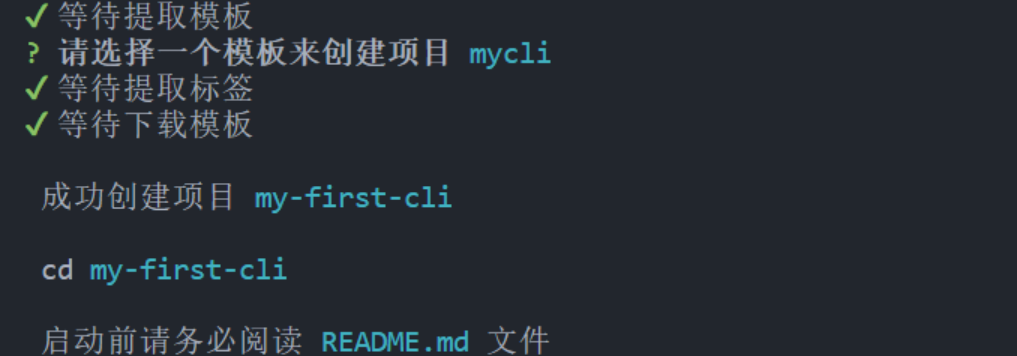 ✔ 等待提取模板
? 请选择一个模板来创建项目 mycli
✔ 等待提取标签
✔ 等待下载模板
成功创建项目 my-first-cli
cd my-first-cli
启动前请务必阅读 README.md 文件